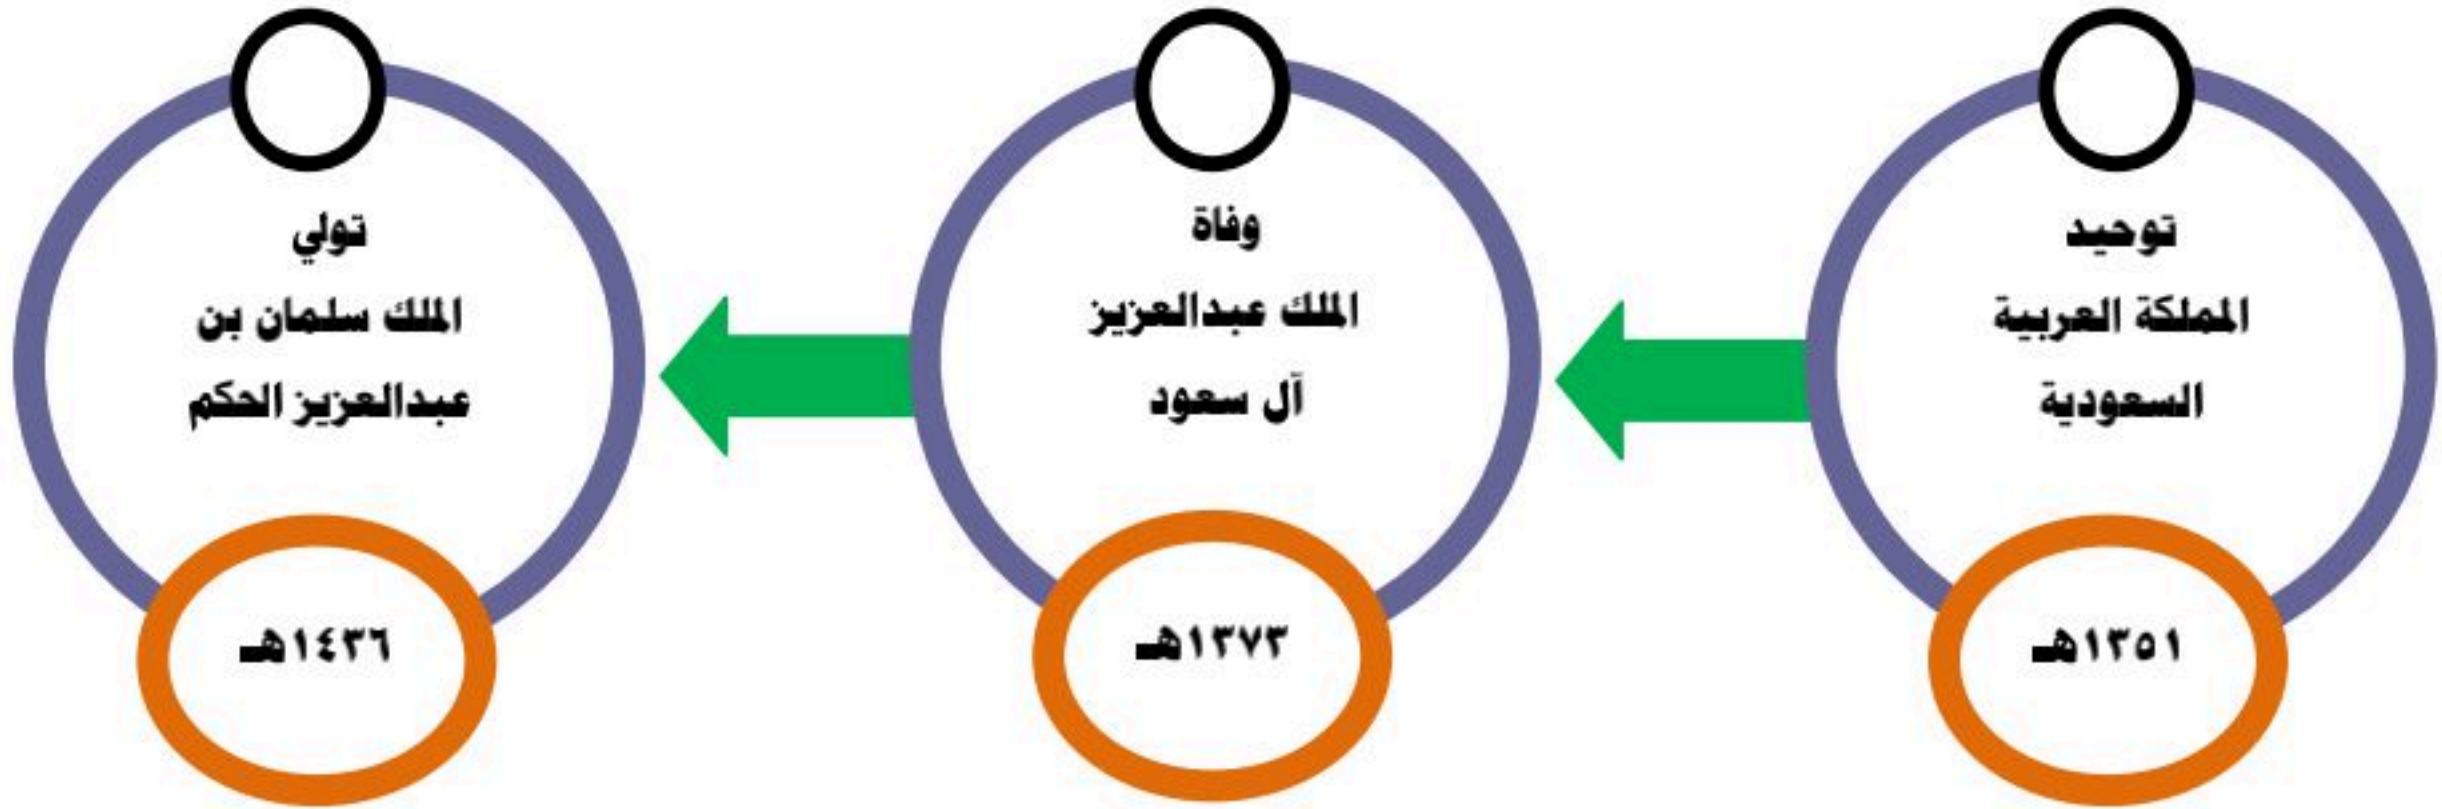 توحيد
المملكة العربية
السعودية
١٣٥١هـ
وفاة
الملك عبدالعزيز
آل سعود
١٣٧٣هـ
تولي
الملك سلمان بن
عبدالعزيز الحكم
١٤٣٦هـ